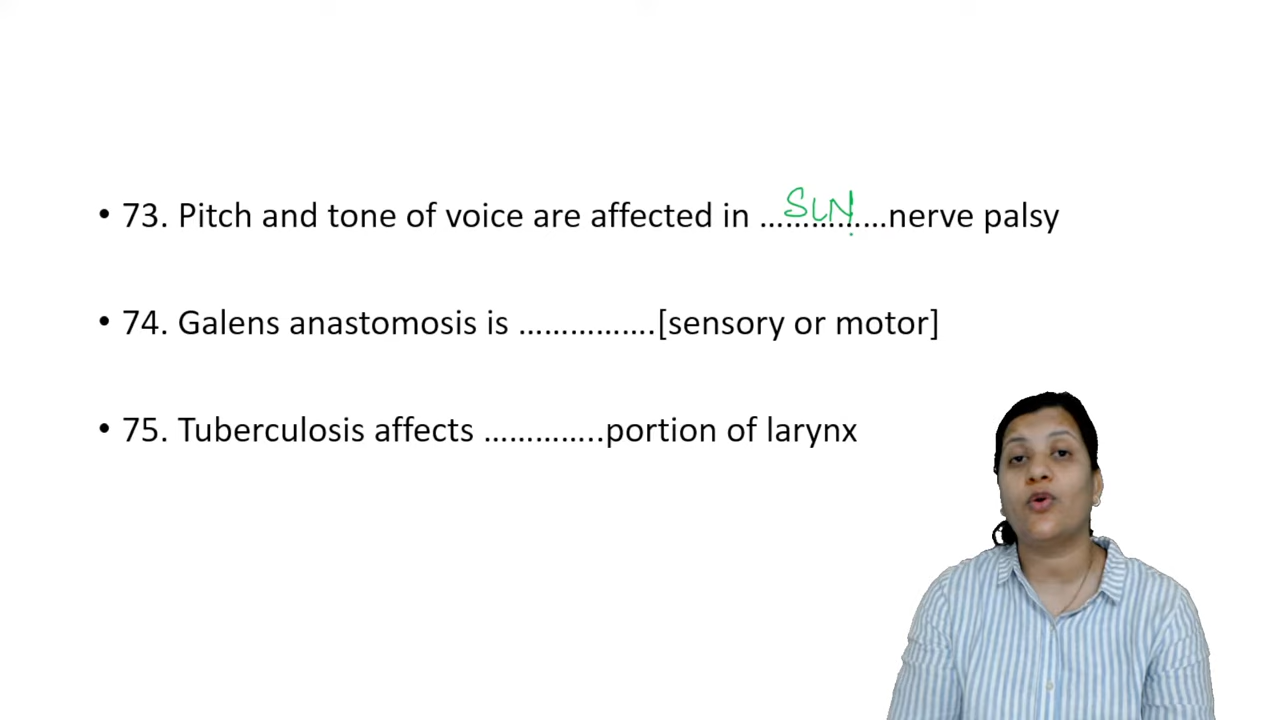 • 73. Pitch and tone of voice are affected in ……SLN………nerve palsy
• 74. Galens anastomosis is …………….[sensory or motor]
• 75. Tuberculosis affects …………..portion of larynx